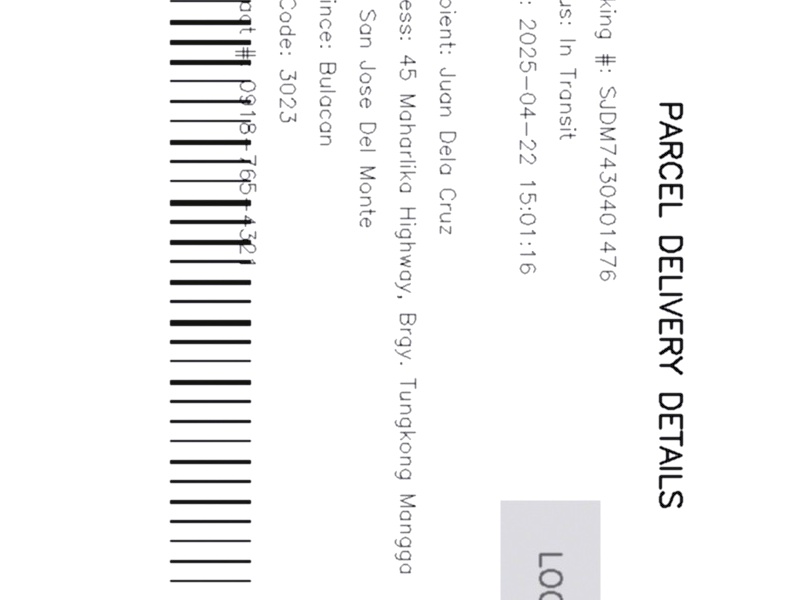 PARCEL DELIVERY DETAILS
king #: SJDM7430401476
us: In Transit
: 2025-04-22 15:01:16
LOG
pient: Juan Dela Cruz
ess: 45 Maharlika Highway, Brgy. Tungkong Mangga
San Jose Del Monte
ince: Bulacan
Code: 3023
act #: 0918-765-4321